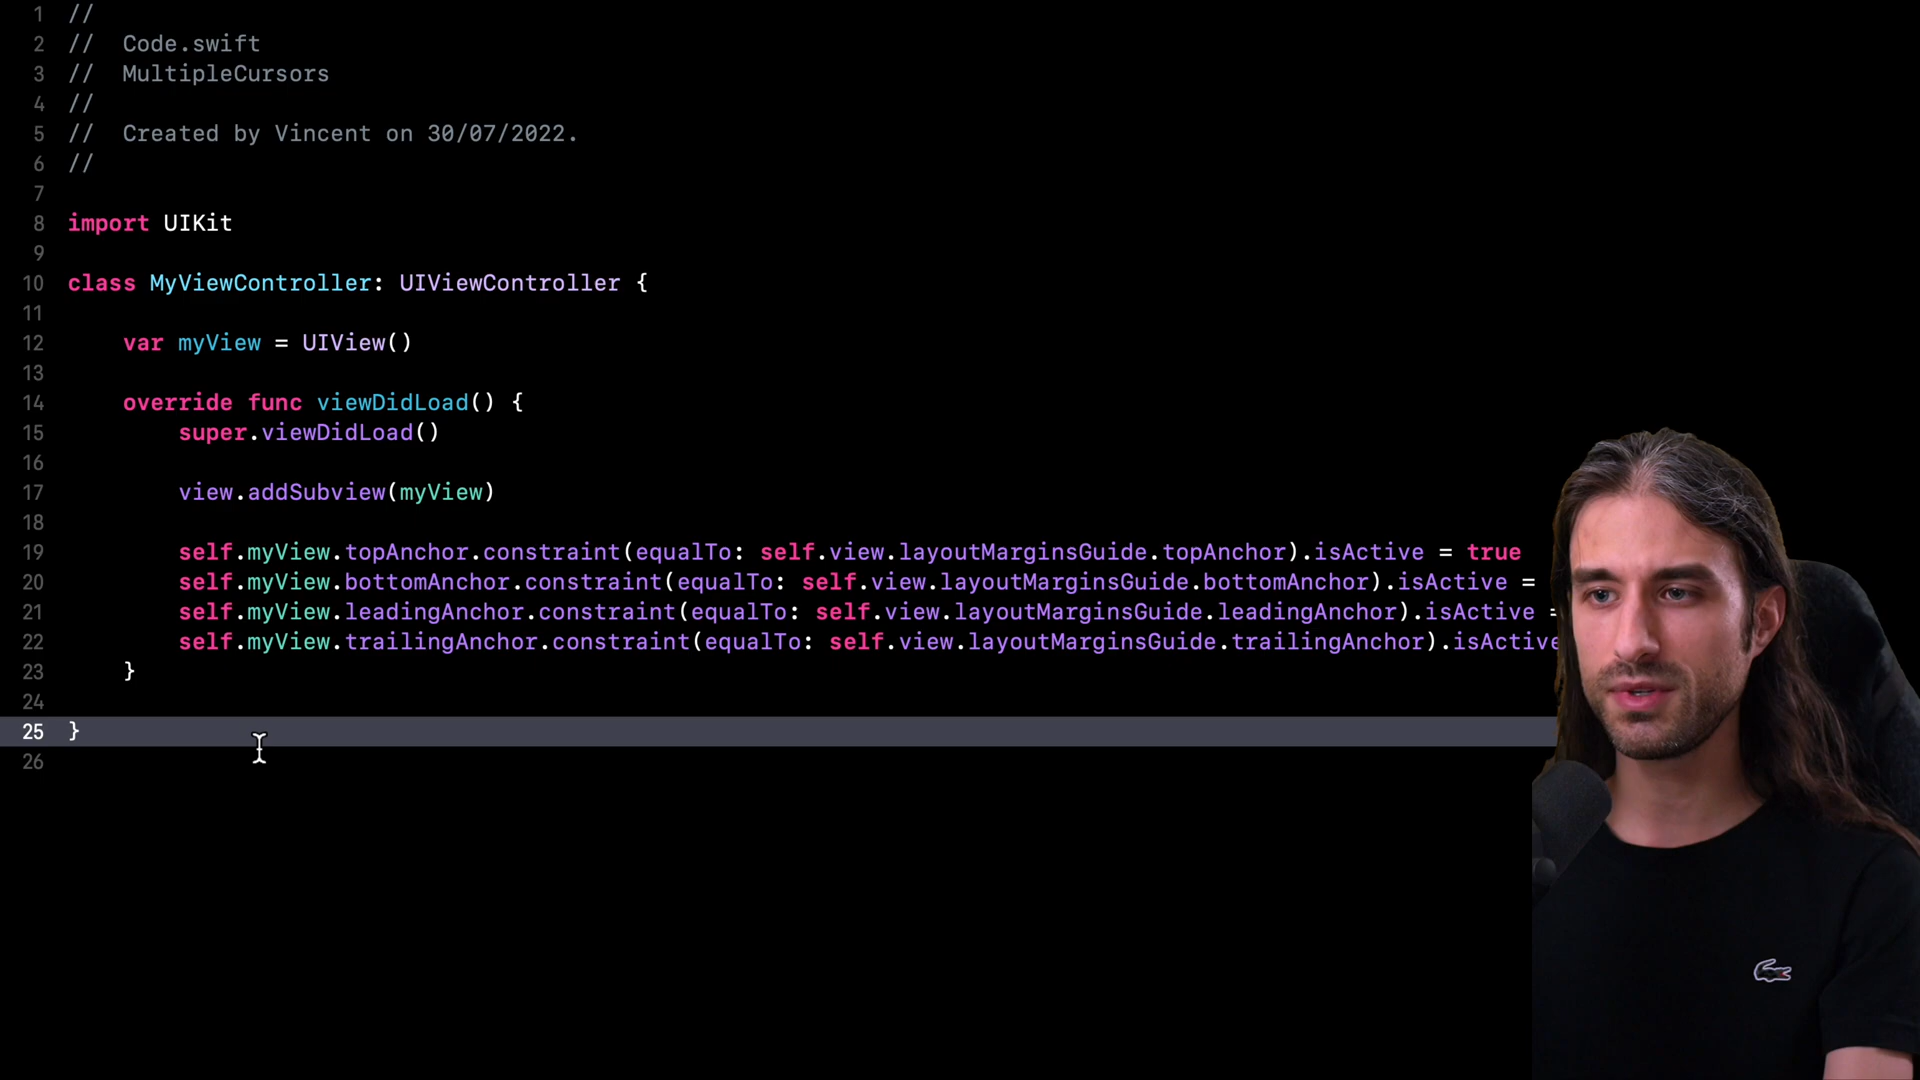 1 //
2 //  Code.swift
3 //  MultipleCursors
4 //
5 //  Created by Vincent on 30/07/2022.
6 //
7
8 import UIKit
9
10 class MyViewController: UIViewController {
11
12     var myView = UIView()
13
14     override func viewDidLoad() {
15         super.viewDidLoad()
16
17         view.addSubview(myView)
18
19         self.myView.topAnchor.constraint(equalTo: self.view.layoutMarginsGuide.topAnchor).isActive = true
20         self.myView.bottomAnchor.constraint(equalTo: self.view.layoutMarginsGuide.bottomAnchor).isActive =
21         self.myView.leadingAnchor.constraint(equalTo: self.view.layoutMarginsGuide.leadingAnchor).isActive =
22         self.myView.trailingAnchor.constraint(equalTo: self.view.layoutMarginsGuide.trailingAnchor).isActive
23     }
24
25 }
26